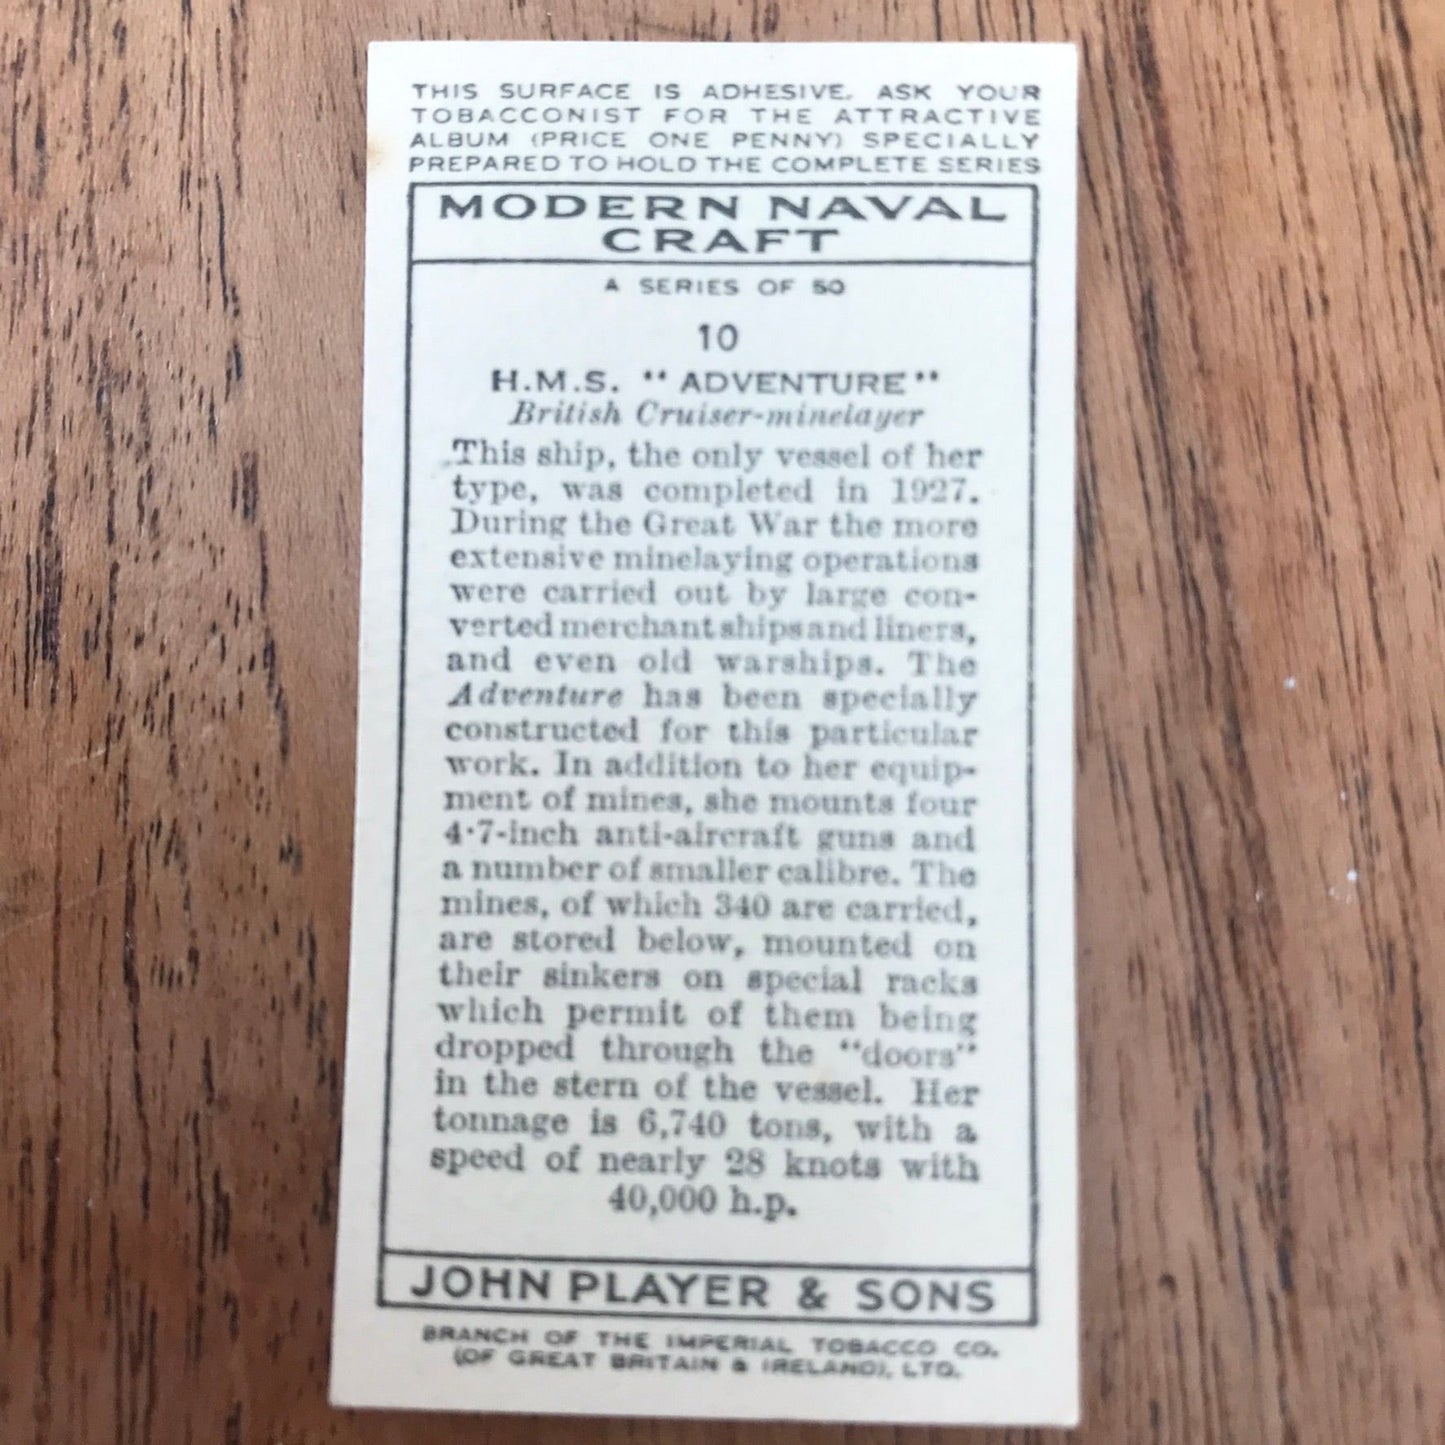 THIS SURFACE IS ADHESIVE. ASK YOUR
TOBACCONIST FOR THE ATTRACTIVE
ALBUM (PRICE ONE PENNY) SPECIALLY
PREPARED TO HOLD THE COMPLETE SERIES
MODERN NAVAL
CRAFT
A SERIES OF 50
10
H.M.S. "ADVENTURE"
British Cruiser-minelayer
This ship, the only vessel of her
type, was completed in 1927.
During the Great War the more
extensive minelaying operations
were carried out by large con-
verted merchant ships and liners,
and even old warships. The
Adventure has been specially
constructed for this particular
work. In addition to her equip-
ment of mines, she mounts four
4·7-inch anti-aircraft guns and
a number of smaller calibre. The
mines, of which 340 are carried,
are stored below, mounted on
their sinkers on special racks
which permit of them being
dropped through the "doors"
in the stern of the vessel. Her
tonnage is 6,740 tons, with a
speed of nearly 28 knots with
40,000 h.p.
JOHN PLAYER & SONS
BRANCH OF THE IMPERIAL TOBACCO CO.
(OF GREAT BRITAIN & IRELAND), LTD.